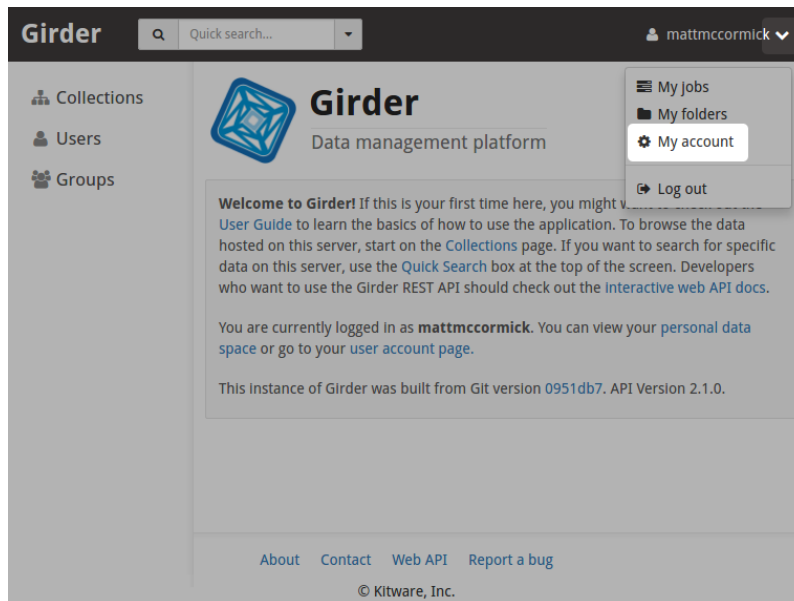 Girder
Quick search...
mattmccormick
Collections
Users
Groups
Girder
Data management platform
My jobs
My folders
My account
Log out
Welcome to Girder! If this is your first time here, you might
User Guide to learn the basics of how to use the application. To browse the data
hosted on this server, start on the Collections page. If you want to search for specific
data on this server, use the Quick Search box at the top of the screen. Developers
who want to use the Girder REST API should check out the interactive web API docs.
You are currently logged in as mattmccormick. You can view your personal data
space or go to your user account page.
This instance of Girder was built from Git version 0951db7. API Version 2.1.0.
About Contact Web API Report a bug
© Kitware, Inc.